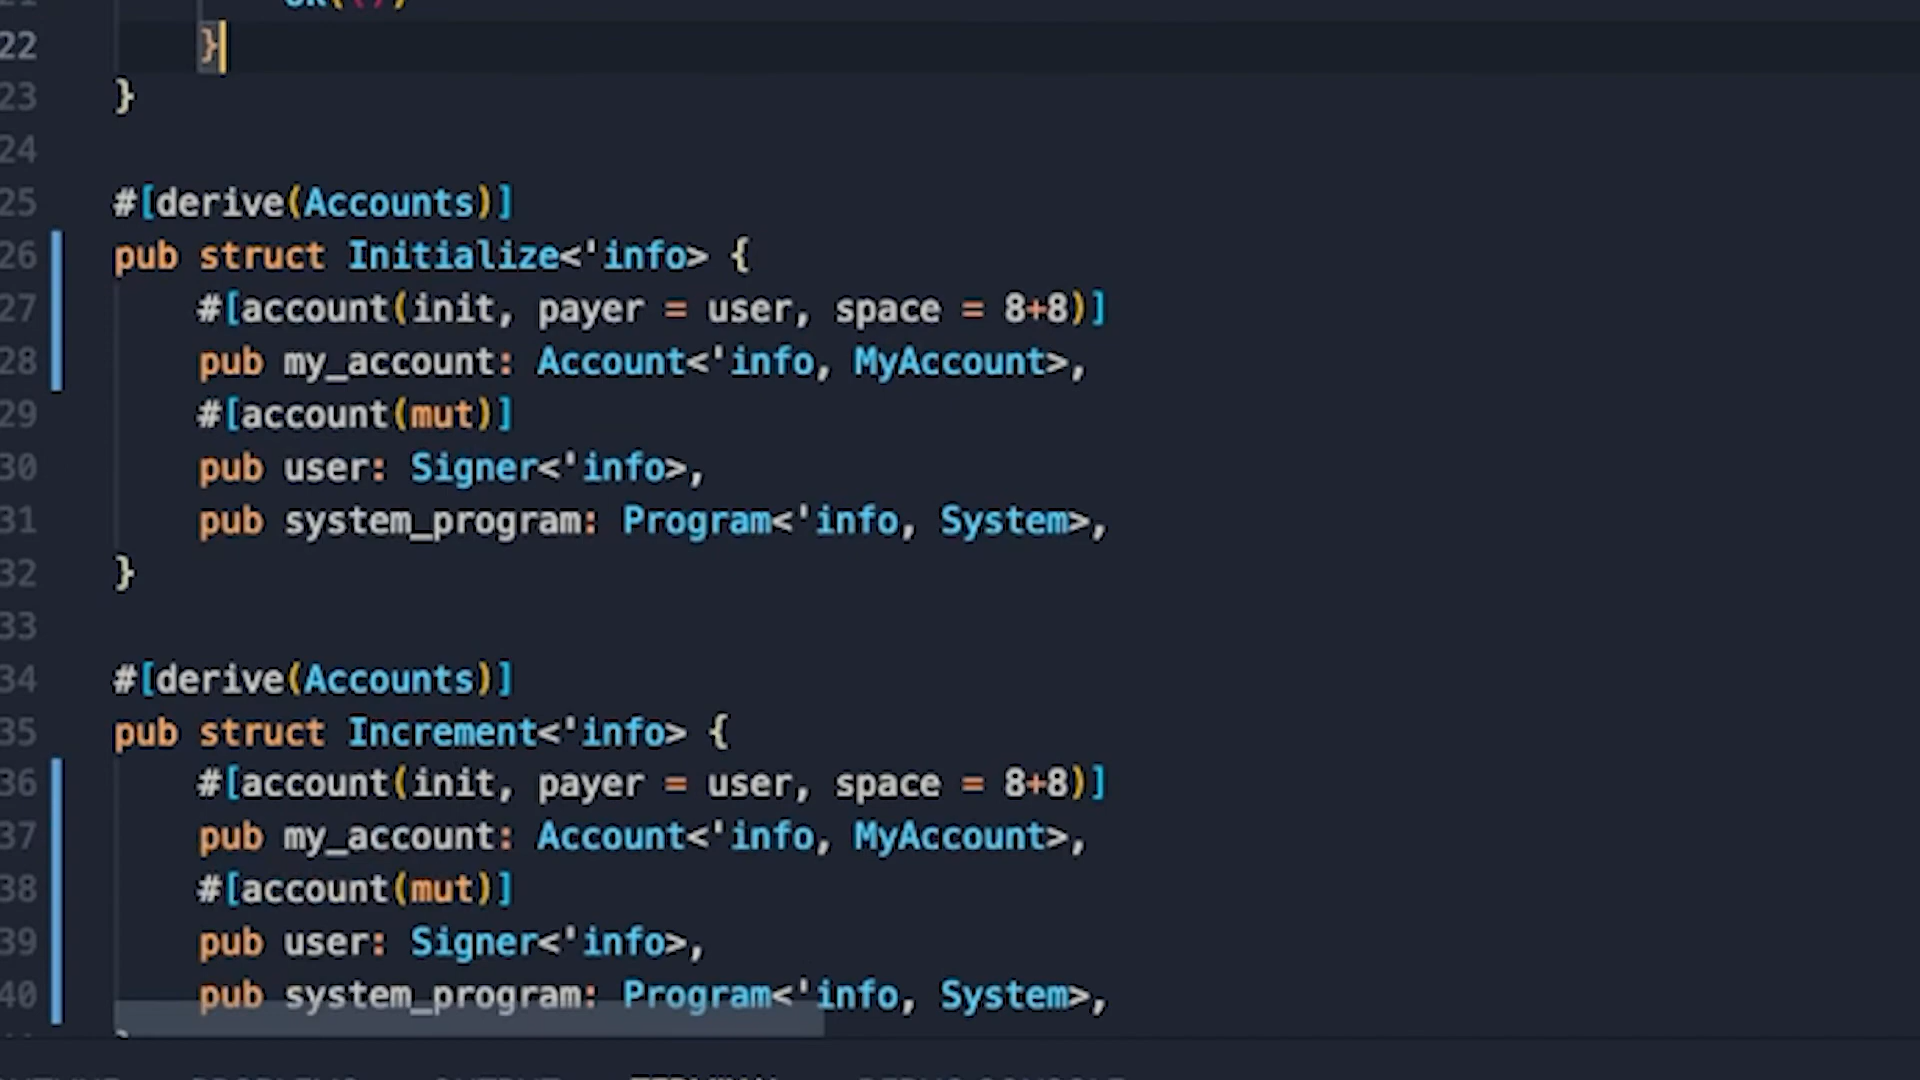 22 }
23 }
24
25 #[derive(Accounts)]
26 pub struct Initialize<'info> {
27 #[account(init, payer = user, space = 8+8)]
28 pub my_account: Account<'info, MyAccount>,
29 #[account(mut)]
30 pub user: Signer<'info>,
31 pub system_program: Program<'info, System>,
32 }
33
34 #[derive(Accounts)]
35 pub struct Increment<'info> {
36 #[account(init, payer = user, space = 8+8)]
37 pub my_account: Account<'info, MyAccount>,
38 #[account(mut)]
39 pub user: Signer<'info>,
40 pub system_program: Program<'info, System>,